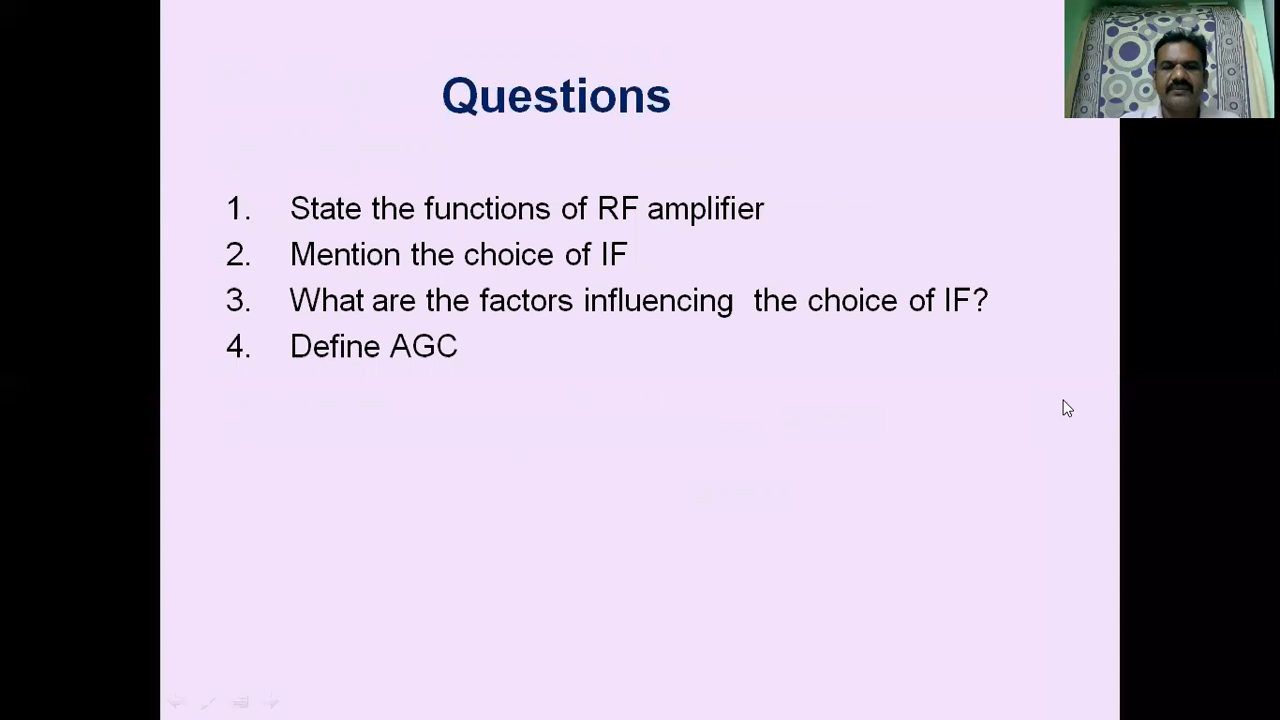 Questions
1. State the functions of RF amplifier
2. Mention the choice of IF
3. What are the factors influencing the choice of IF?
4. Define AGC